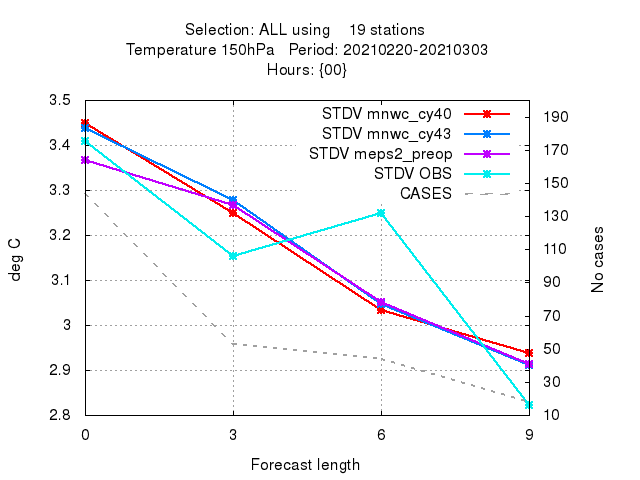 Selection: ALL using 19 stations
Temperature 150hPa Period: 20210220-20210303
Hours: {00}
STDV mnwc_cy40
STDV mnwc_cy43
STDV meps2_preop
STDV OBS
CASES
3.5
3.4
3.3
3.2
3.1
3
2.9
2.8
deg C
190
170
150
130
110
90
70
50
30
10
No cases
0 3 6 9
Forecast length